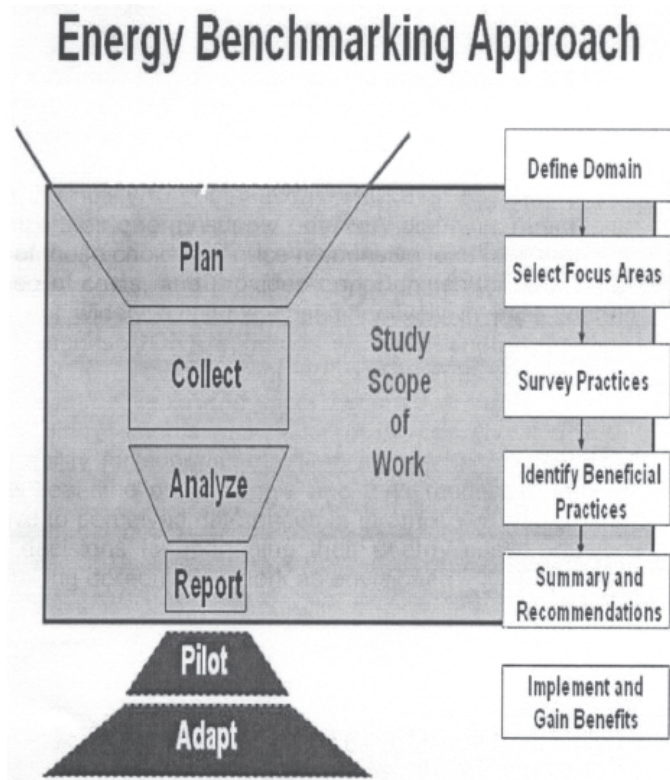 Energy Benchmarking Approach
Plan
Collect
Analyze
Report
Pilot
Adapt
Study
Scope
of
Work
Define Domain
Select Focus Areas
Survey Practices
Identify Beneficial
Practices
Summary and
Recommendations
Implement and
Gain Benefits